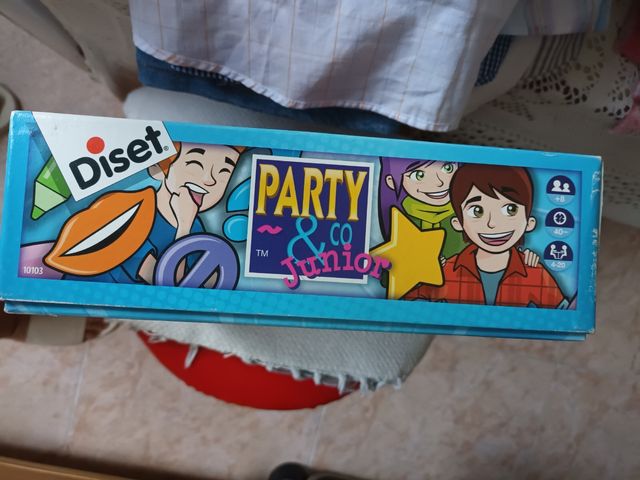 Diset®
PARTY
& CO
Junior
TM
10103
+8
40~
4-20